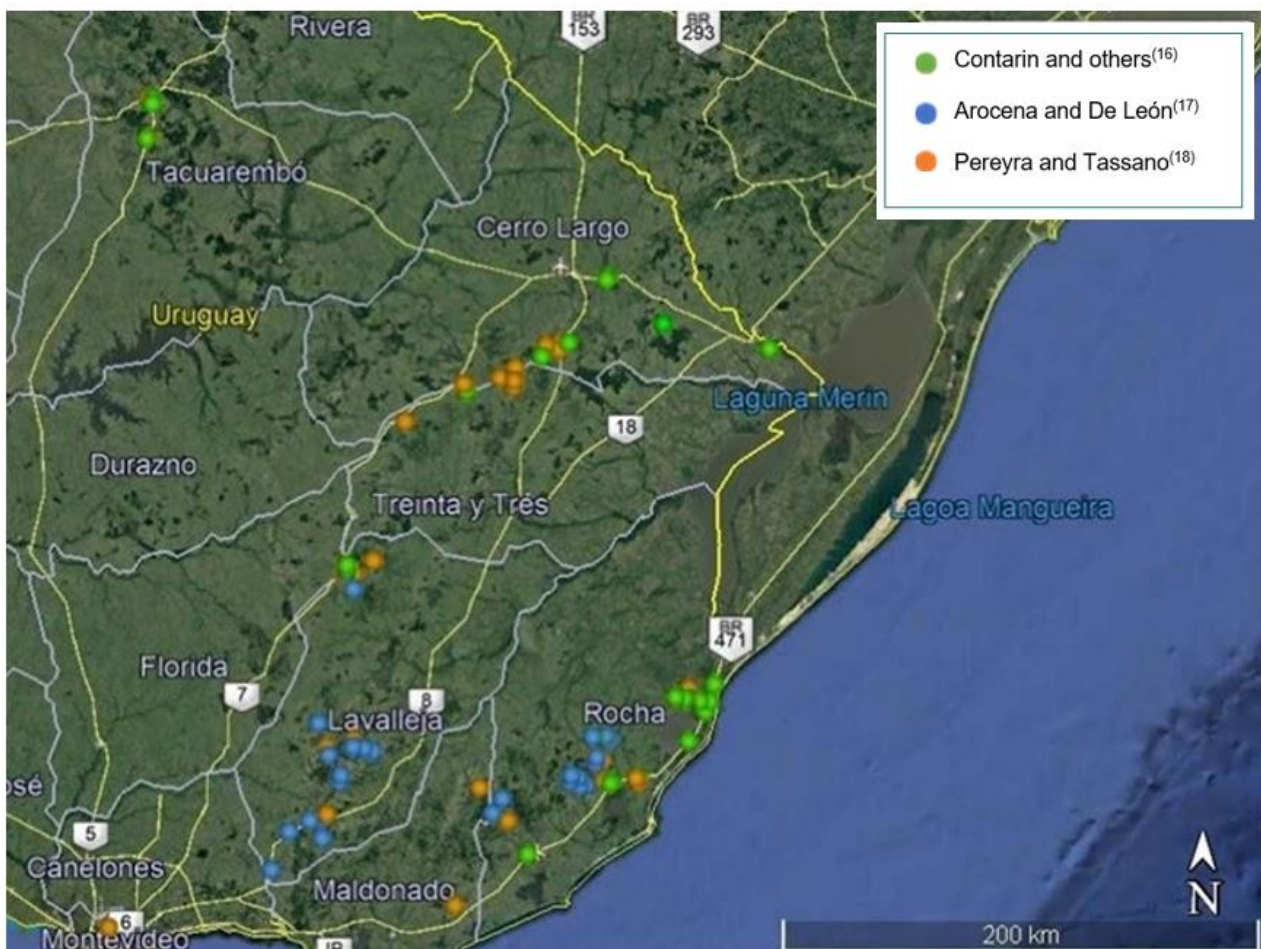 Rivera
BR
153
BR
293
Contarin and others(16)
Arocena and De León(17)
Pereyra and Tassano(18)
Tacuarembó
Cerro Largo
Uruguay
Laguna Merin
18
Durazno
Treinta y Trés
Lagoa Mangueira
BR
471
Florida
7
8
Lavalleja
Rocha
osé
5
Canelones
Maldonado
6
Montevideo
IB
N
200 km